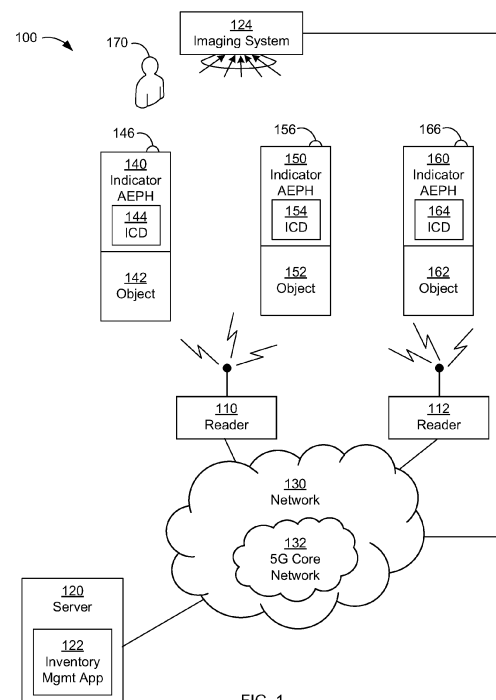 100
170
124
Imaging System
146
156
166
140
Indicator
AEPH
144
ICD
142
Object
150
Indicator
AEPH
154
ICD
152
Object
160
Indicator
AEPH
164
ICD
162
Object
110
Reader
112
Reader
130
Network
132
5G Core
Network
120
Server
122
Inventory
Mgmt App
FIG. 1